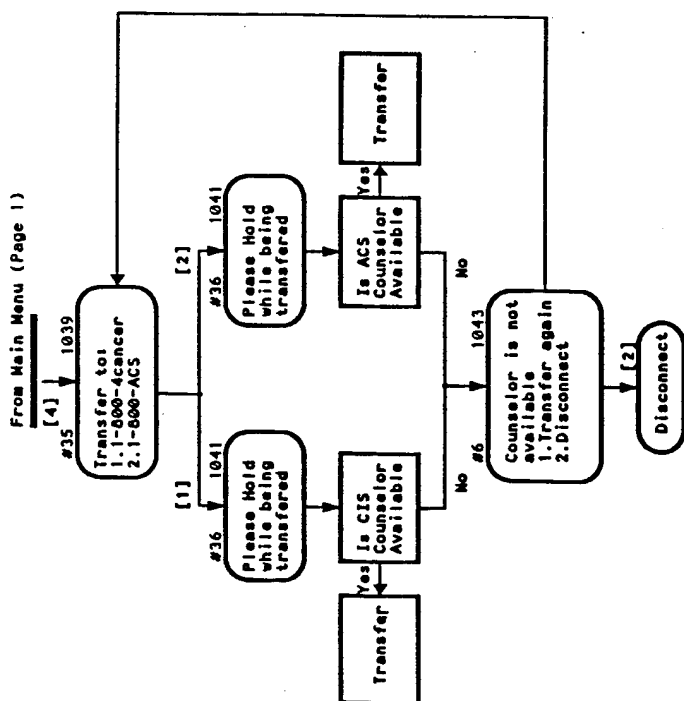 From Main Menu (Page 1)
[4]
#35
1039
Transfer to:
1.1-800-4cancer
2.1-800-ACS
[1]
[2]
#36
1041
Please Hold
while being
transfered
#36
1041
Please Hold
while being
transfered
Is CIS
Counselor
Available
Is ACS
Counselor
Available
Yes
Transfer
Yes
Transfer
No
No
#6
1043
Counselor is not
available
1.Transfer again
2.Disconnect
[2]
Disconnect